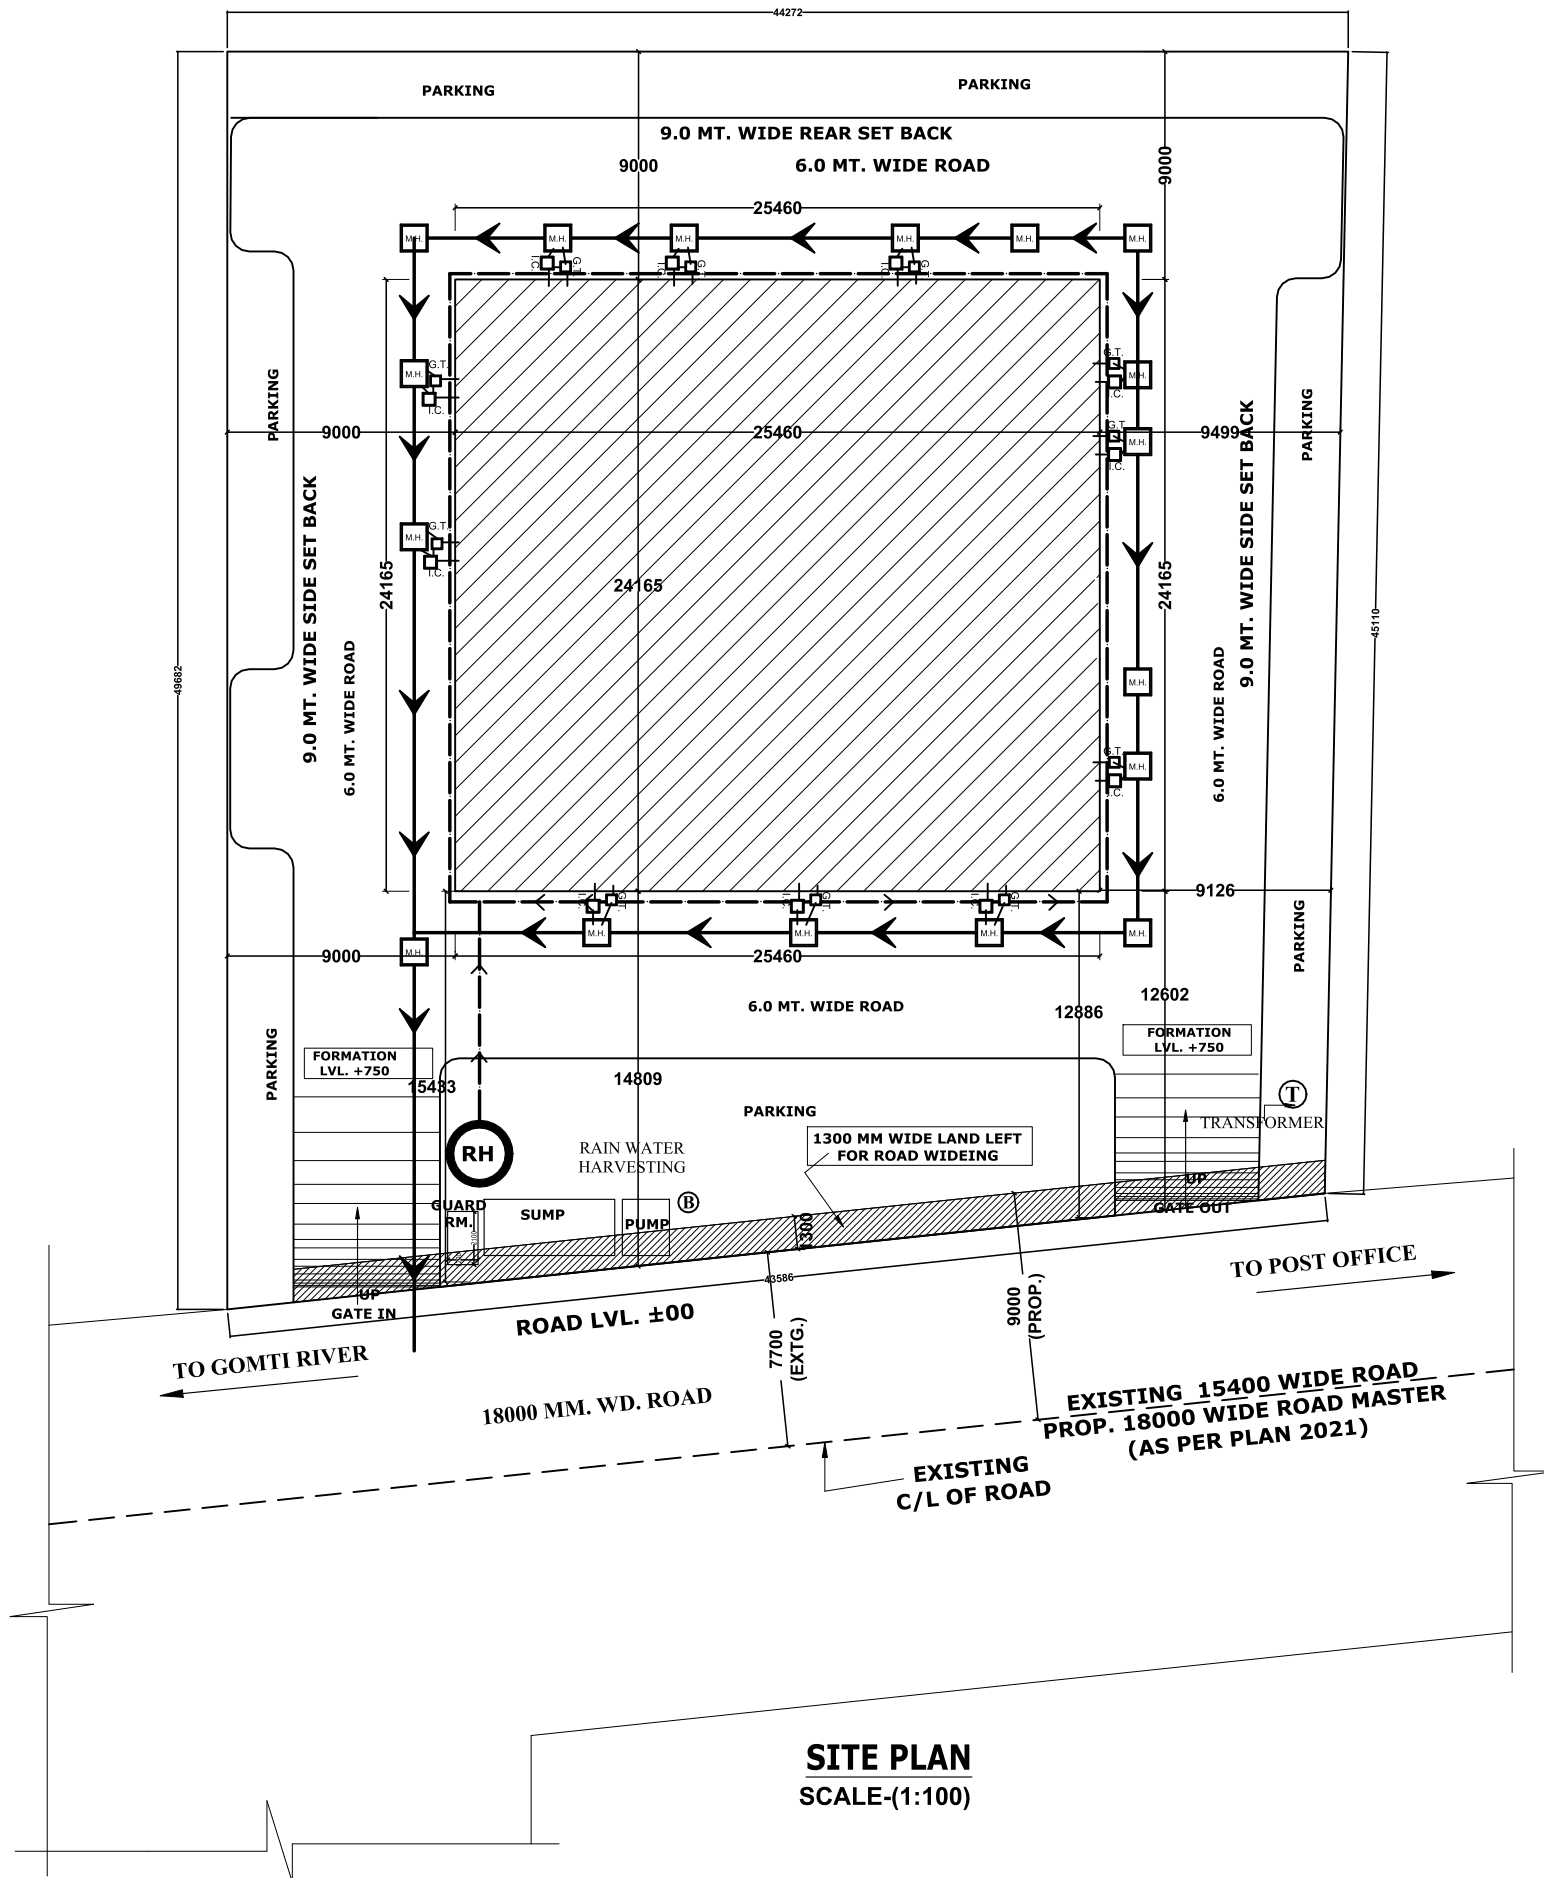 44272
PARKING
PARKING
9.0 MT. WIDE REAR SET BACK
9000
6.0 MT. WIDE ROAD
9000
25460
M.H.
M.H.
M.H.
M.H.
M.H.
M.H.
I.C.
G.T.
I.C.
G.T.
I.C.
G.T.
G.T.
M.H.
I.C.
G.T.
M.H.
I.C.
PARKING
PARKING
9000
25460
9499
G.T.
M.H.
I.C.
9.0 MT. WIDE SIDE SET BACK
9.0 MT. WIDE SIDE SET BACK
G.T.
M.H.
I.C.
24165
24165
24165
49682
45110
6.0 MT. WIDE ROAD
6.0 MT. WIDE ROAD
M.H.
G.T.
M.H.
I.C.
9126
I.C.
G.T.
I.C.
G.T.
I.C.
G.T.
M.H.
M.H.
M.H.
M.H.
M.H.
9000
25460
PARKING
12602
6.0 MT. WIDE ROAD
12886
PARKING
FORMATION
LVL. +750
FORMATION
LVL. +750
15433
14809
PARKING
T
TRANSFORMER
RH
RAIN WATER
HARVESTING
1300 MM WIDE LAND LEFT
FOR ROAD WIDEING
UP
GATE OUT
GUARD
RM.
SUMP
PUMP
B
1300
2100
43586
UP
GATE IN
ROAD LVL. ±00
7700
(EXTG.)
9000
(PROP.)
TO POST OFFICE
TO GOMTI RIVER
18000 MM. WD. ROAD
EXISTING 15400 WIDE ROAD
PROP. 18000 WIDE ROAD MASTER
(AS PER PLAN 2021)
EXISTING
C/L OF ROAD
SITE PLAN
SCALE-(1:100)